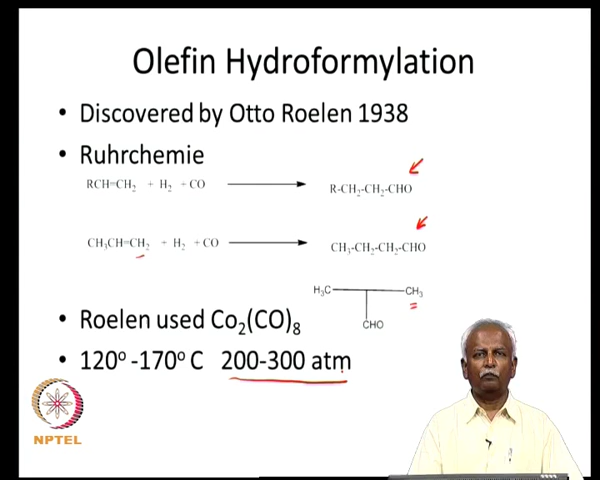 Olefin Hydroformylation
• Discovered by Otto Roelen 1938
• Ruhrchemie
RCH=CH₂ + H₂ + CO ⟶ R-CH₂-CH₂-CHO
CH₃CH=CH₂ + H₂ + CO ⟶ CH₃-CH₂-CH₂-CHO
H₃C CH₃
CHO
• Roelen used Co₂(CO)₈
• 120° -170° C 200-300 atm
NPTEL